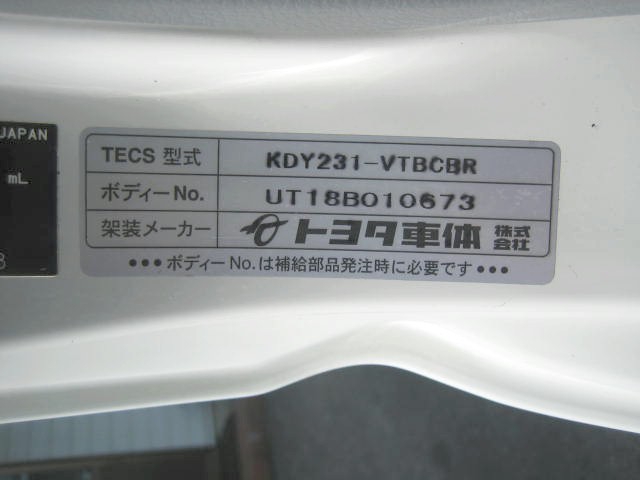 JAPAN
mL
TECS 型式 KDY231-VTBCBR
ボディーNo. UT18B010673
架装メーカー トヨタ車体 株式会社
•••ボディーNo.は補給部品発注時に必要です•••